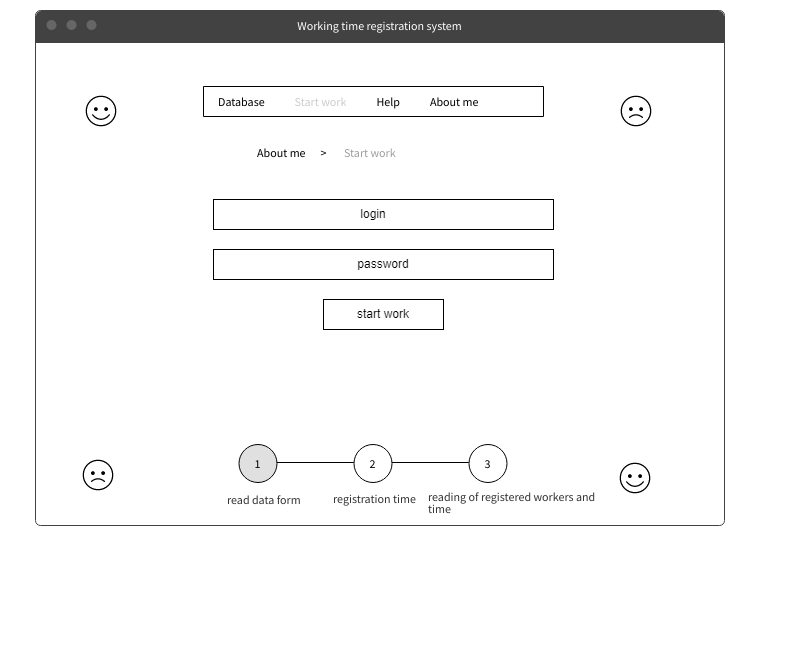 Working time registration system
Database Start work Help About me
About me > Start work
login
password
start work
1 2 3
read data form registration time reading of registered workers and
time